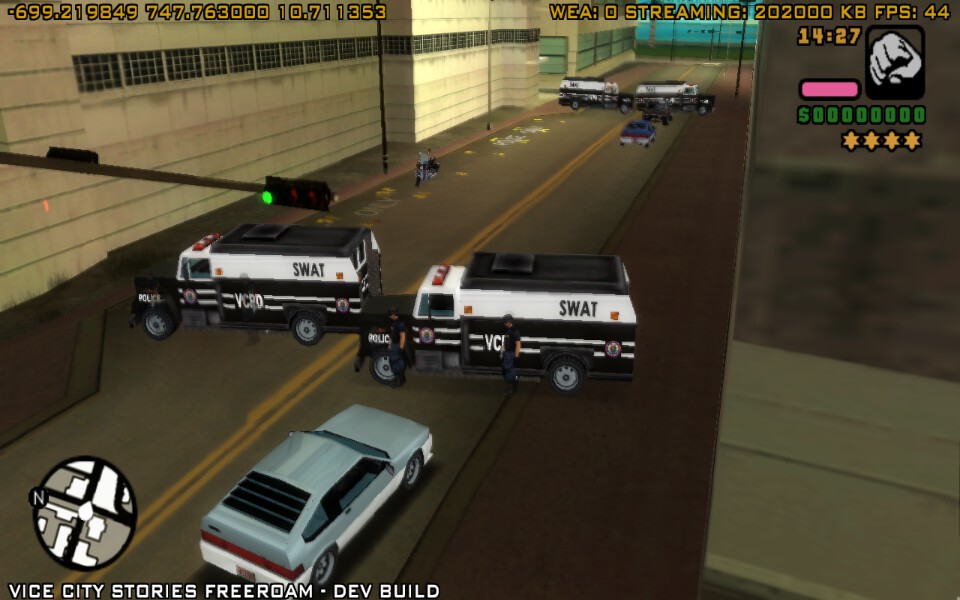 -699.219849 747.763000 10.711353
WEA: 0 STREAMING: 202000 KB FPS: 44
14:27
$00000000
ONLY
SWAT
POLICE
VCPD
SWAT
POLICE
VCPD
N
VICE CITY STORIES FREEROAM - DEV BUILD